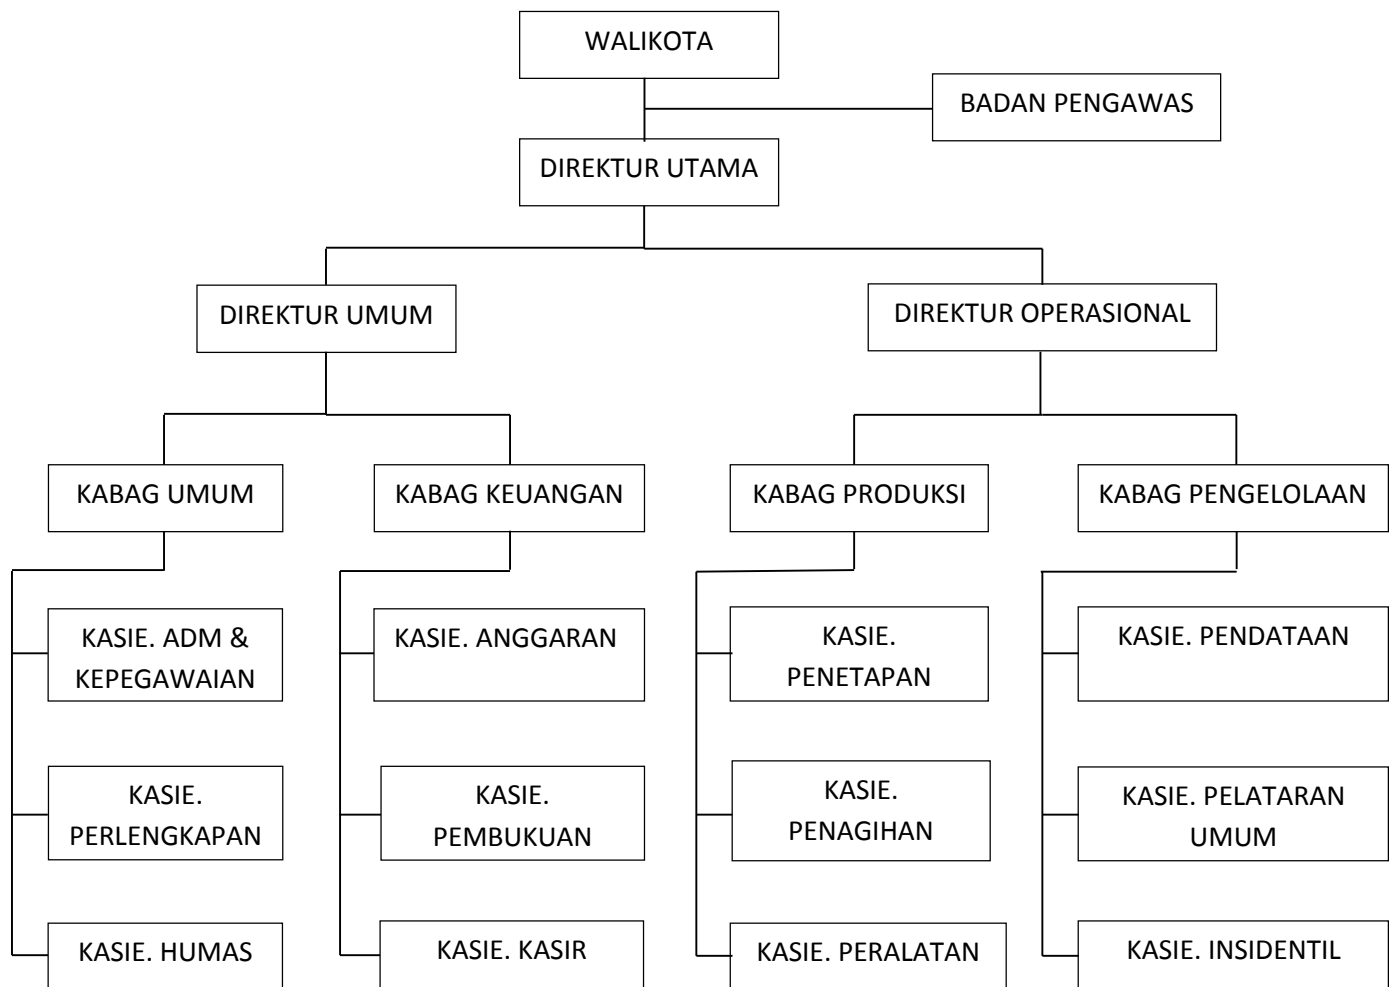 WALIKOTA
BADAN PENGAWAS
DIREKTUR UTAMA
DIREKTUR UMUM
DIREKTUR OPERASIONAL
KABAG UMUM
KABAG KEUANGAN
KABAG PRODUKSI
KABAG PENGELOLAAN
KASIE. ADM &
KEPEGAWAIAN
KASIE. ANGGARAN
KASIE.
PENETAPAN
KASIE. PENDATAAN
KASIE.
PERLENGKAPAN
KASIE.
PEMBUKUAN
KASIE.
PENAGIHAN
KASIE. PELATARAN
UMUM
KASIE. HUMAS
KASIE. KASIR
KASIE. PERALATAN
KASIE. INSIDENTIL